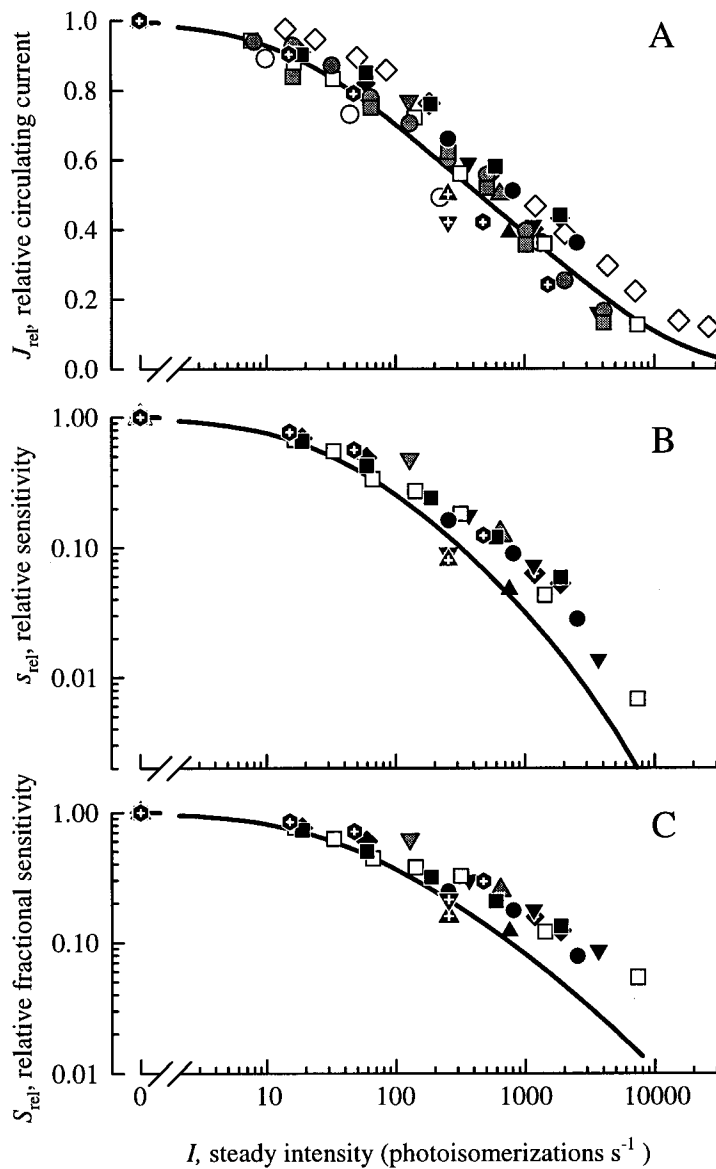 A
1.0
0.8
0.6
0.4
0.2
0.0
J_rel, relative circulating current
B
1.00
0.10
0.01
s_rel, relative sensitivity
C
1.00
0.10
0.01
S_rel, relative fractional sensitivity
0 10 100 1000 10000
I, steady intensity (photoisomerizations s⁻¹ )